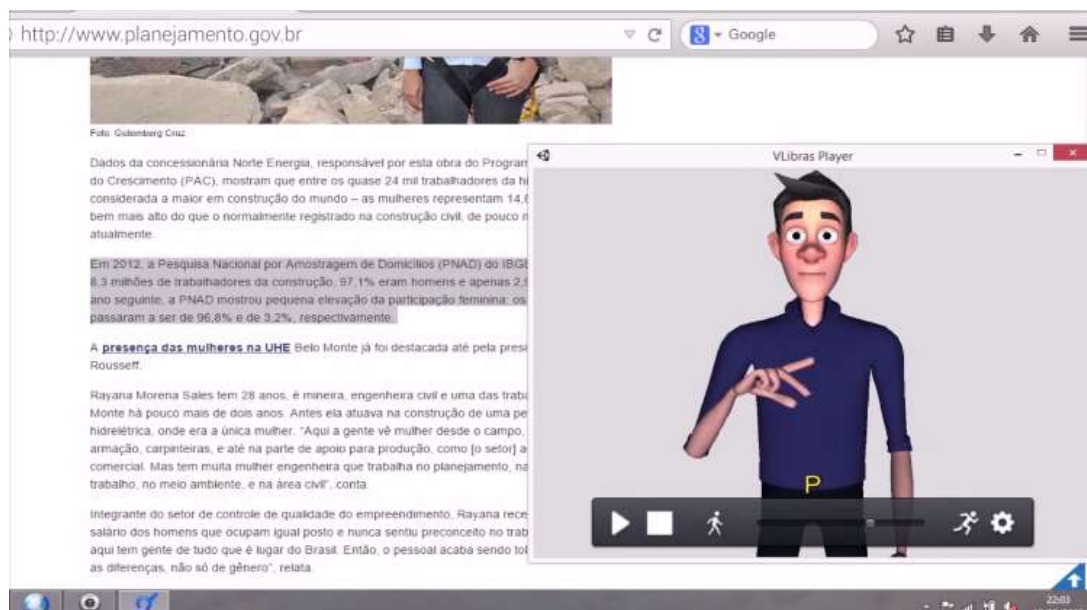 http://www.planejamento.gov.br
Google
Foto: Gutemberg Cruz
Dados da concessionária Norte Energia, responsável por esta obra do Program
do Crescimento (PAC), mostram que entre os quase 24 mil trabalhadores da hi
considerada a maior em construção do mundo – as mulheres representam 14,
bem mais alto do que o normalmente registrado na construção civil, de pouco
atualmente.
Em 2012, a Pesquisa Nacional por Amostragem de Domicílios (PNAD) do IBG
8,3 milhões de trabalhadores da construção, 97,1% eram homens e apenas 2,
ano seguinte, a PNAD mostrou pequena elevação da participação feminina: os
passaram a ser de 96,8% e de 3,2%, respectivamente.
A presença das mulheres na UHE Belo Monte já foi destacada até pela presi
Rousseff.
Rayana Morena Sales tem 28 anos, é mineira, engenheira civil e uma das traba
Monte há pouco mais de dois anos. Antes ela atuava na construção de uma pe
hidrelétrica, onde era a única mulher. “Aqui a gente vê mulher desde o campo,
armação, carpinteiras, e até na parte de apoio para produção, como [o setor] a
comercial. Mas tem muita mulher engenheira que trabalha no planejamento, na
trabalho, no meio ambiente, e na área civil”, conta.
Integrante do setor de controle de qualidade do empreendimento, Rayana rece
salário dos homens que ocupam igual posto e nunca sentiu preconceito no trab
aqui tem gente de tudo que é lugar do Brasil. Então, o pessoal acaba sendo tol
as diferenças, não só de gênero”, relata.
VLibras Player
P
22:03